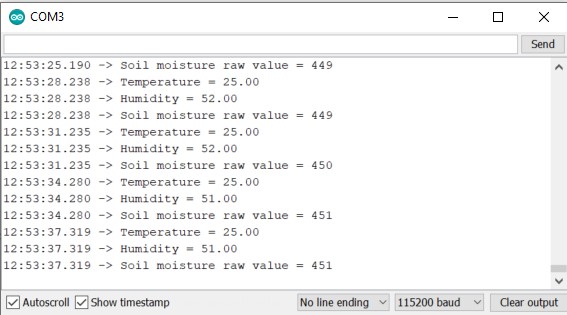 COM3
Send
12:53:25.190 -> Soil moisture raw value = 449
12:53:28.238 -> Temperature = 25.00
12:53:28.238 -> Humidity = 52.00
12:53:28.238 -> Soil moisture raw value = 449
12:53:31.235 -> Temperature = 25.00
12:53:31.235 -> Humidity = 52.00
12:53:31.235 -> Soil moisture raw value = 450
12:53:34.280 -> Temperature = 25.00
12:53:34.280 -> Humidity = 51.00
12:53:34.280 -> Soil moisture raw value = 451
12:53:37.319 -> Temperature = 25.00
12:53:37.319 -> Humidity = 51.00
12:53:37.319 -> Soil moisture raw value = 451
Autoscroll Show timestamp No line ending 115200 baud Clear output